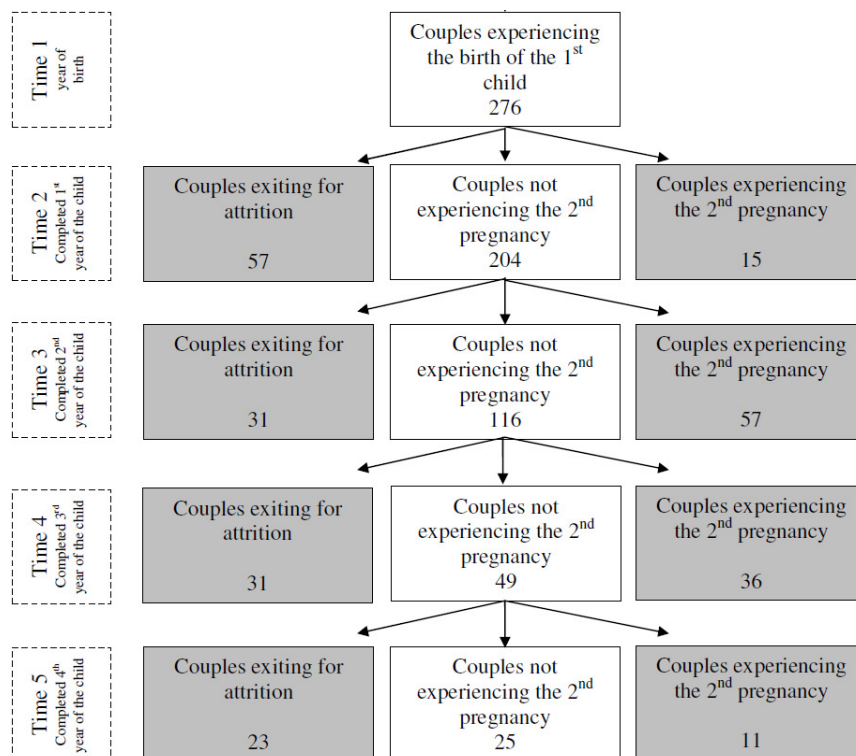 Time 1
year of
birth
Couples experiencing
the birth of the 1st
child
276
Time 2
Completed 1st
year of the child
Couples exiting for
attrition
57
Couples not
experiencing the 2nd
pregnancy
204
Couples experiencing
the 2nd pregnancy
15
Time 3
Completed 2nd
year of the child
Couples exiting for
attrition
31
Couples not
experiencing the 2nd
pregnancy
116
Couples experiencing
the 2nd pregnancy
57
Time 4
Completed 3rd
year of the child
Couples exiting for
attrition
31
Couples not
experiencing the 2nd
pregnancy
49
Couples experiencing
the 2nd pregnancy
36
Time 5
Completed 4th
year of the child
Couples exiting for
attrition
23
Couples not
experiencing the 2nd
pregnancy
25
Couples experiencing
the 2nd pregnancy
11